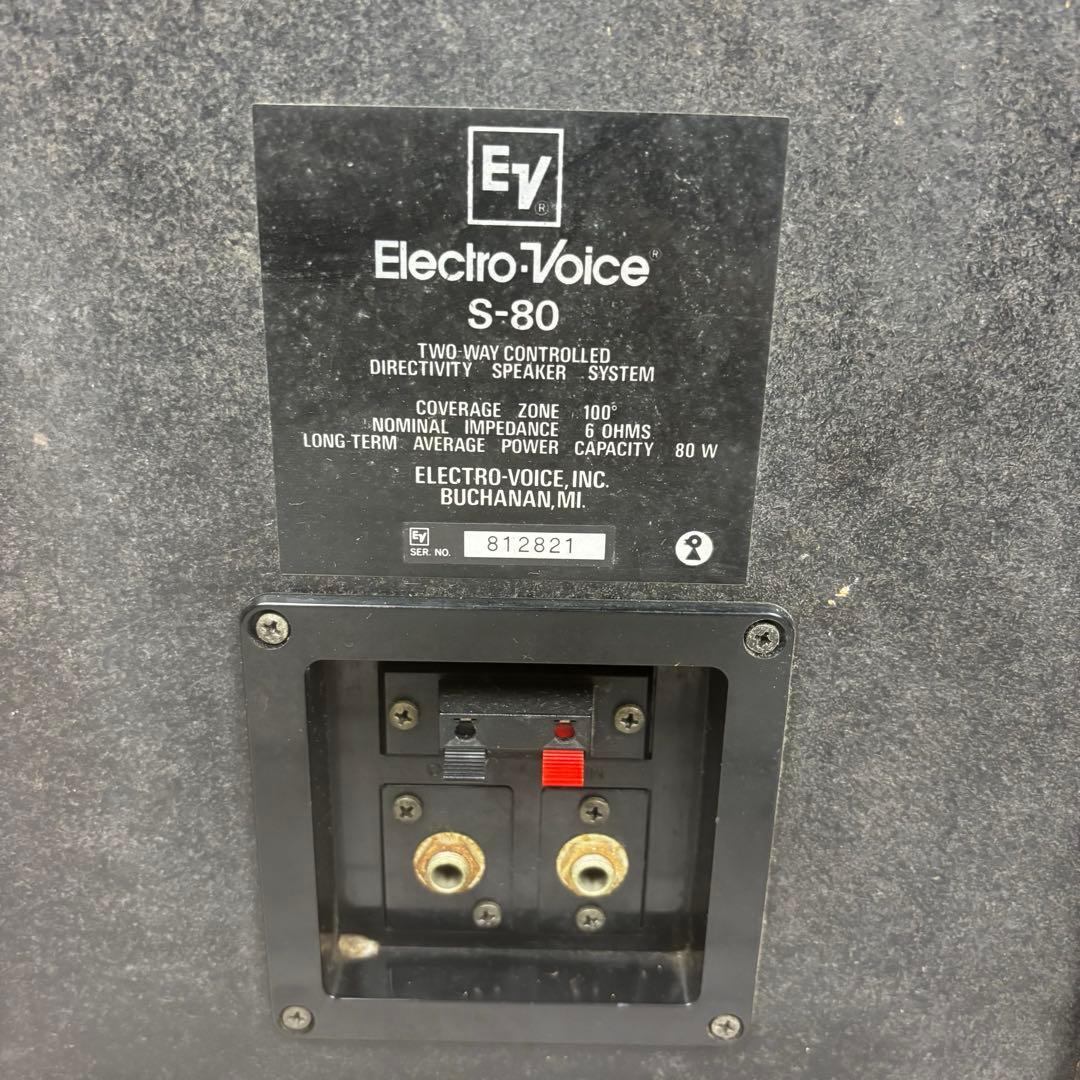 EV®
Electro-Voice®
S-80
TWO-WAY CONTROLLED
DIRECTIVITY SPEAKER SYSTEM
COVERAGE ZONE 100°
NOMINAL IMPEDANCE 6 OHMS
LONG-TERM AVERAGE POWER CAPACITY 80 W
ELECTRO-VOICE, INC.
BUCHANAN, MI.
EV
SER. NO. 812821